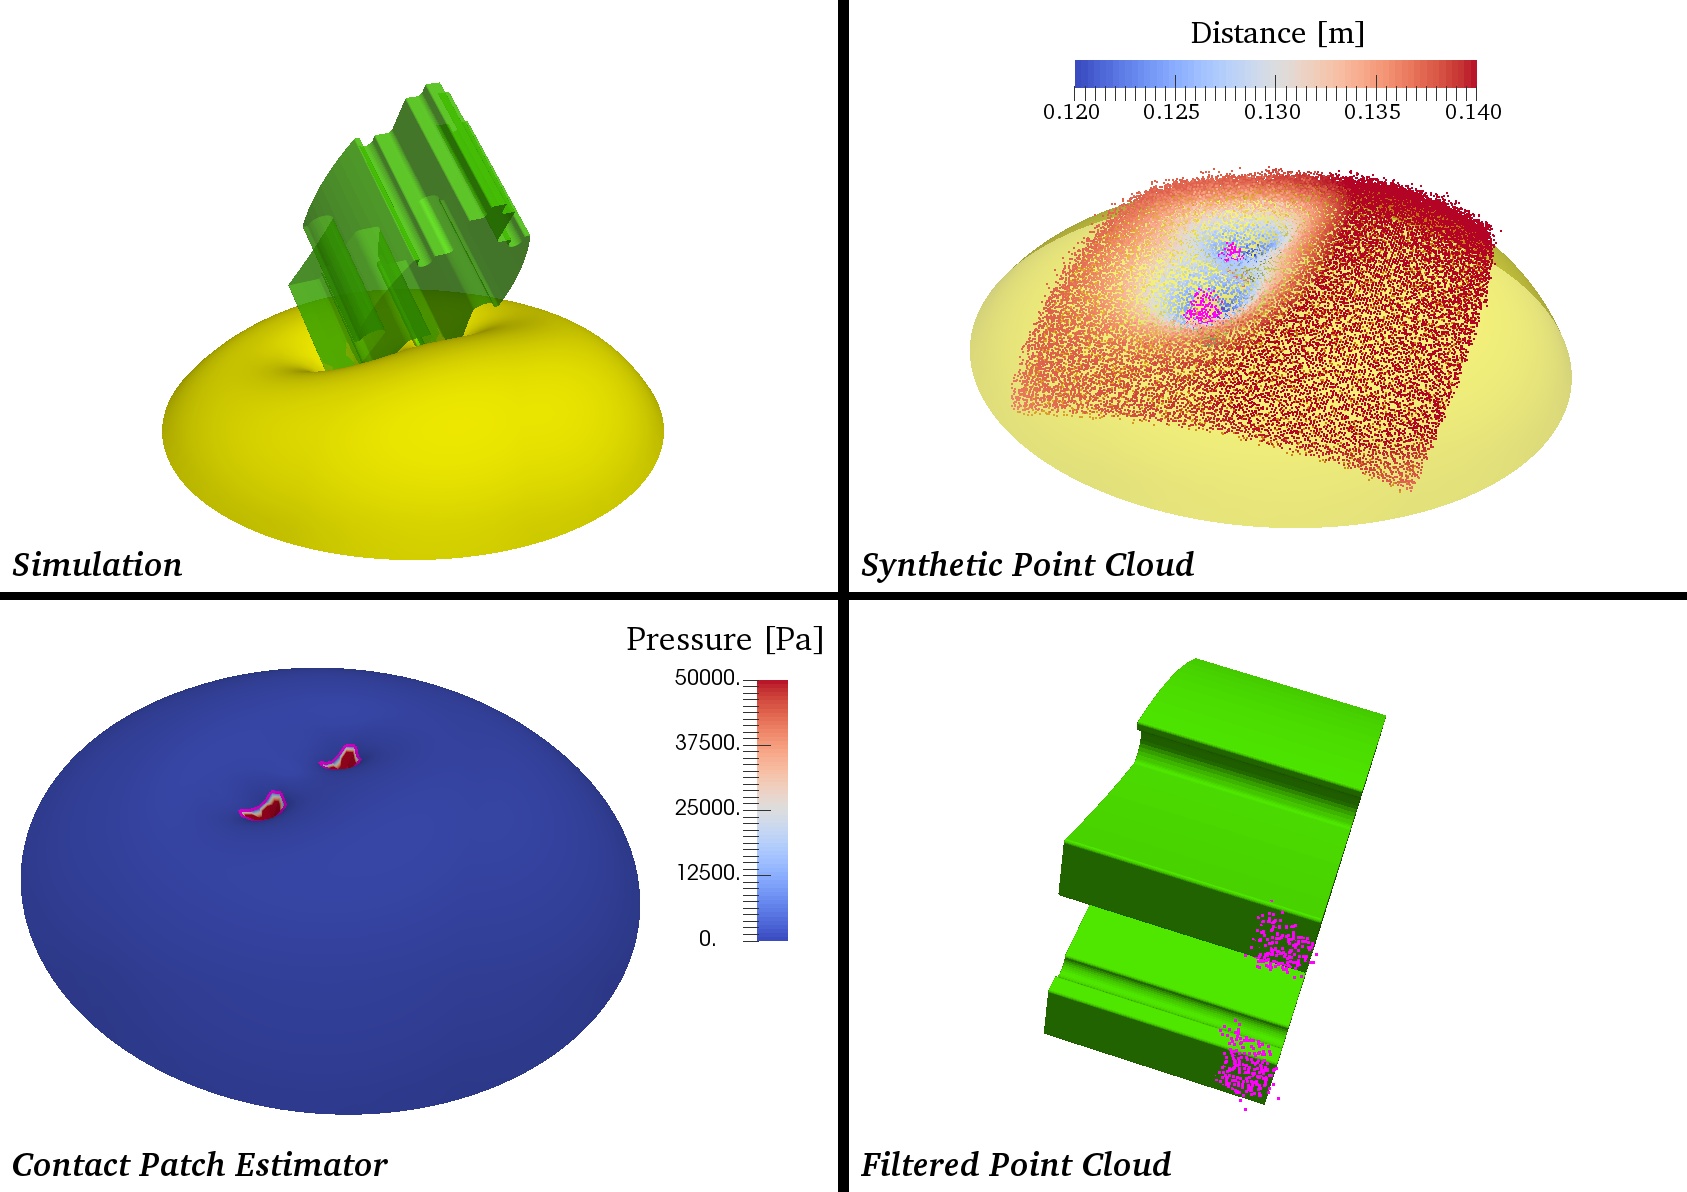 Simulation
Distance [m]
0.120 0.125 0.130 0.135 0.140
Synthetic Point Cloud
Pressure [Pa]
50000.
37500.
25000.
12500.
0.
Contact Patch Estimator
Filtered Point Cloud